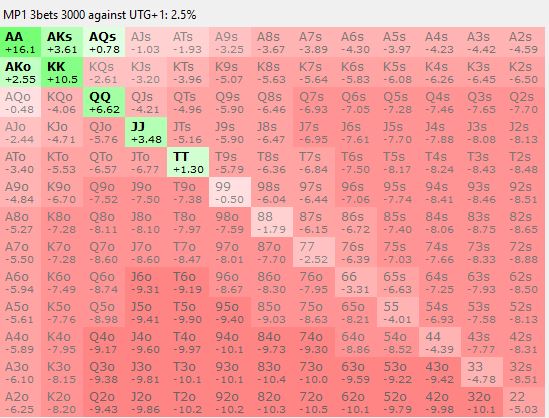 MP1 3bets 3000 against UTG+1: 2.5%
AA AKs AQs AJs ATs A9s A8s A7s A6s A5s A4s A3s A2s
+16.1 +3.61 +0.78 -1.03 -1.93 -3.25 -3.67 -3.89 -4.30 -3.97 -4.23 -4.42 -4.59
AKo KK KQs KJs KTs K9s K8s K7s K6s K5s K4s K3s K2s
+2.55 +10.5 -2.61 -3.20 -3.96 -5.07 -5.63 -5.64 -5.83 -6.08 -6.26 -6.45 -6.50
AQo KQo QQ QJs QTs Q9s Q8s Q7s Q6s Q5s Q4s Q3s Q2s
-0.48 -4.06 +6.62 -4.21 -4.96 -5.90 -6.46 -6.93 -7.05 -7.28 -7.46 -7.65 -7.70
AJo KJo QJo JJ JTs J9s J8s J7s J6s J5s J4s J3s J2s
-2.44 -4.71 -5.76 +3.48 -5.16 -5.90 -6.47 -6.95 -7.61 -7.70 -7.88 -8.08 -8.13
ATo KTo QTo JTo TT T9s T8s T7s T6s T5s T4s T3s T2s
-3.40 -5.53 -6.57 -6.77 +1.30 -5.79 -6.36 -6.84 -7.50 -8.17 -8.24 -8.43 -8.48
A9o K9o Q9o J9o T9o 99 98s 97s 96s 95s 94s 93s 92s
-4.84 -6.70 -7.52 -7.50 -7.38 -0.50 -6.04 -6.44 -7.06 -7.74 -8.41 -8.46 -8.51
A8o K8o Q8o J8o T8o 98o 88 87s 86s 85s 84s 83s 82s
-5.27 -7.28 -8.11 -8.10 -7.97 -7.59 -1.79 -6.15 -6.72 -7.40 -8.06 -8.75 -8.65
A7o K7o Q7o J7o T7o 97o 87o 77 76s 75s 74s 73s 72s
-5.50 -7.28 -8.60 -8.60 -8.47 -8.01 -7.70 -2.52 -6.39 -7.03 -7.66 -8.33 -8.88
A6o K6o Q6o J6o T6o 96o 86o 76o 66 65s 64s 63s 62s
-5.94 -7.49 -8.74 -9.31 -9.19 -8.67 -8.30 -7.95 -3.31 -6.63 -7.25 -7.93 -8.50
A5o K5o Q5o J5o T5o 95o 85o 75o 65o 55 54s 53s 52s
-5.61 -7.76 -8.98 -9.41 -9.90 -9.40 -9.03 -8.63 -8.21 -4.01 -6.93 -7.58 -8.13
A4o K4o Q4o J4o T4o 94o 84o 74o 64o 54o 44 43s 42s
-5.89 -7.95 -9.17 -9.60 -9.97 -10.1 -9.73 -9.30 -8.86 -8.52 -4.39 -7.77 -8.31
A3o K3o Q3o J3o T3o 93o 83o 73o 63o 53o 43o 33 32s
-6.10 -8.15 -9.38 -9.81 -10.1 -10.1 -10.4 -10.0 -9.59 -9.22 -9.42 -4.78 -8.51
A2o K2o Q2o J2o T2o 92o 82o 72o 62o 52o 42o 32o 22
-6.25 -8.20 -9.43 -9.86 -10.2 -10.2 -10.3 -10.5 -10.1 -9.79 -9.98 -10.1 -5.03